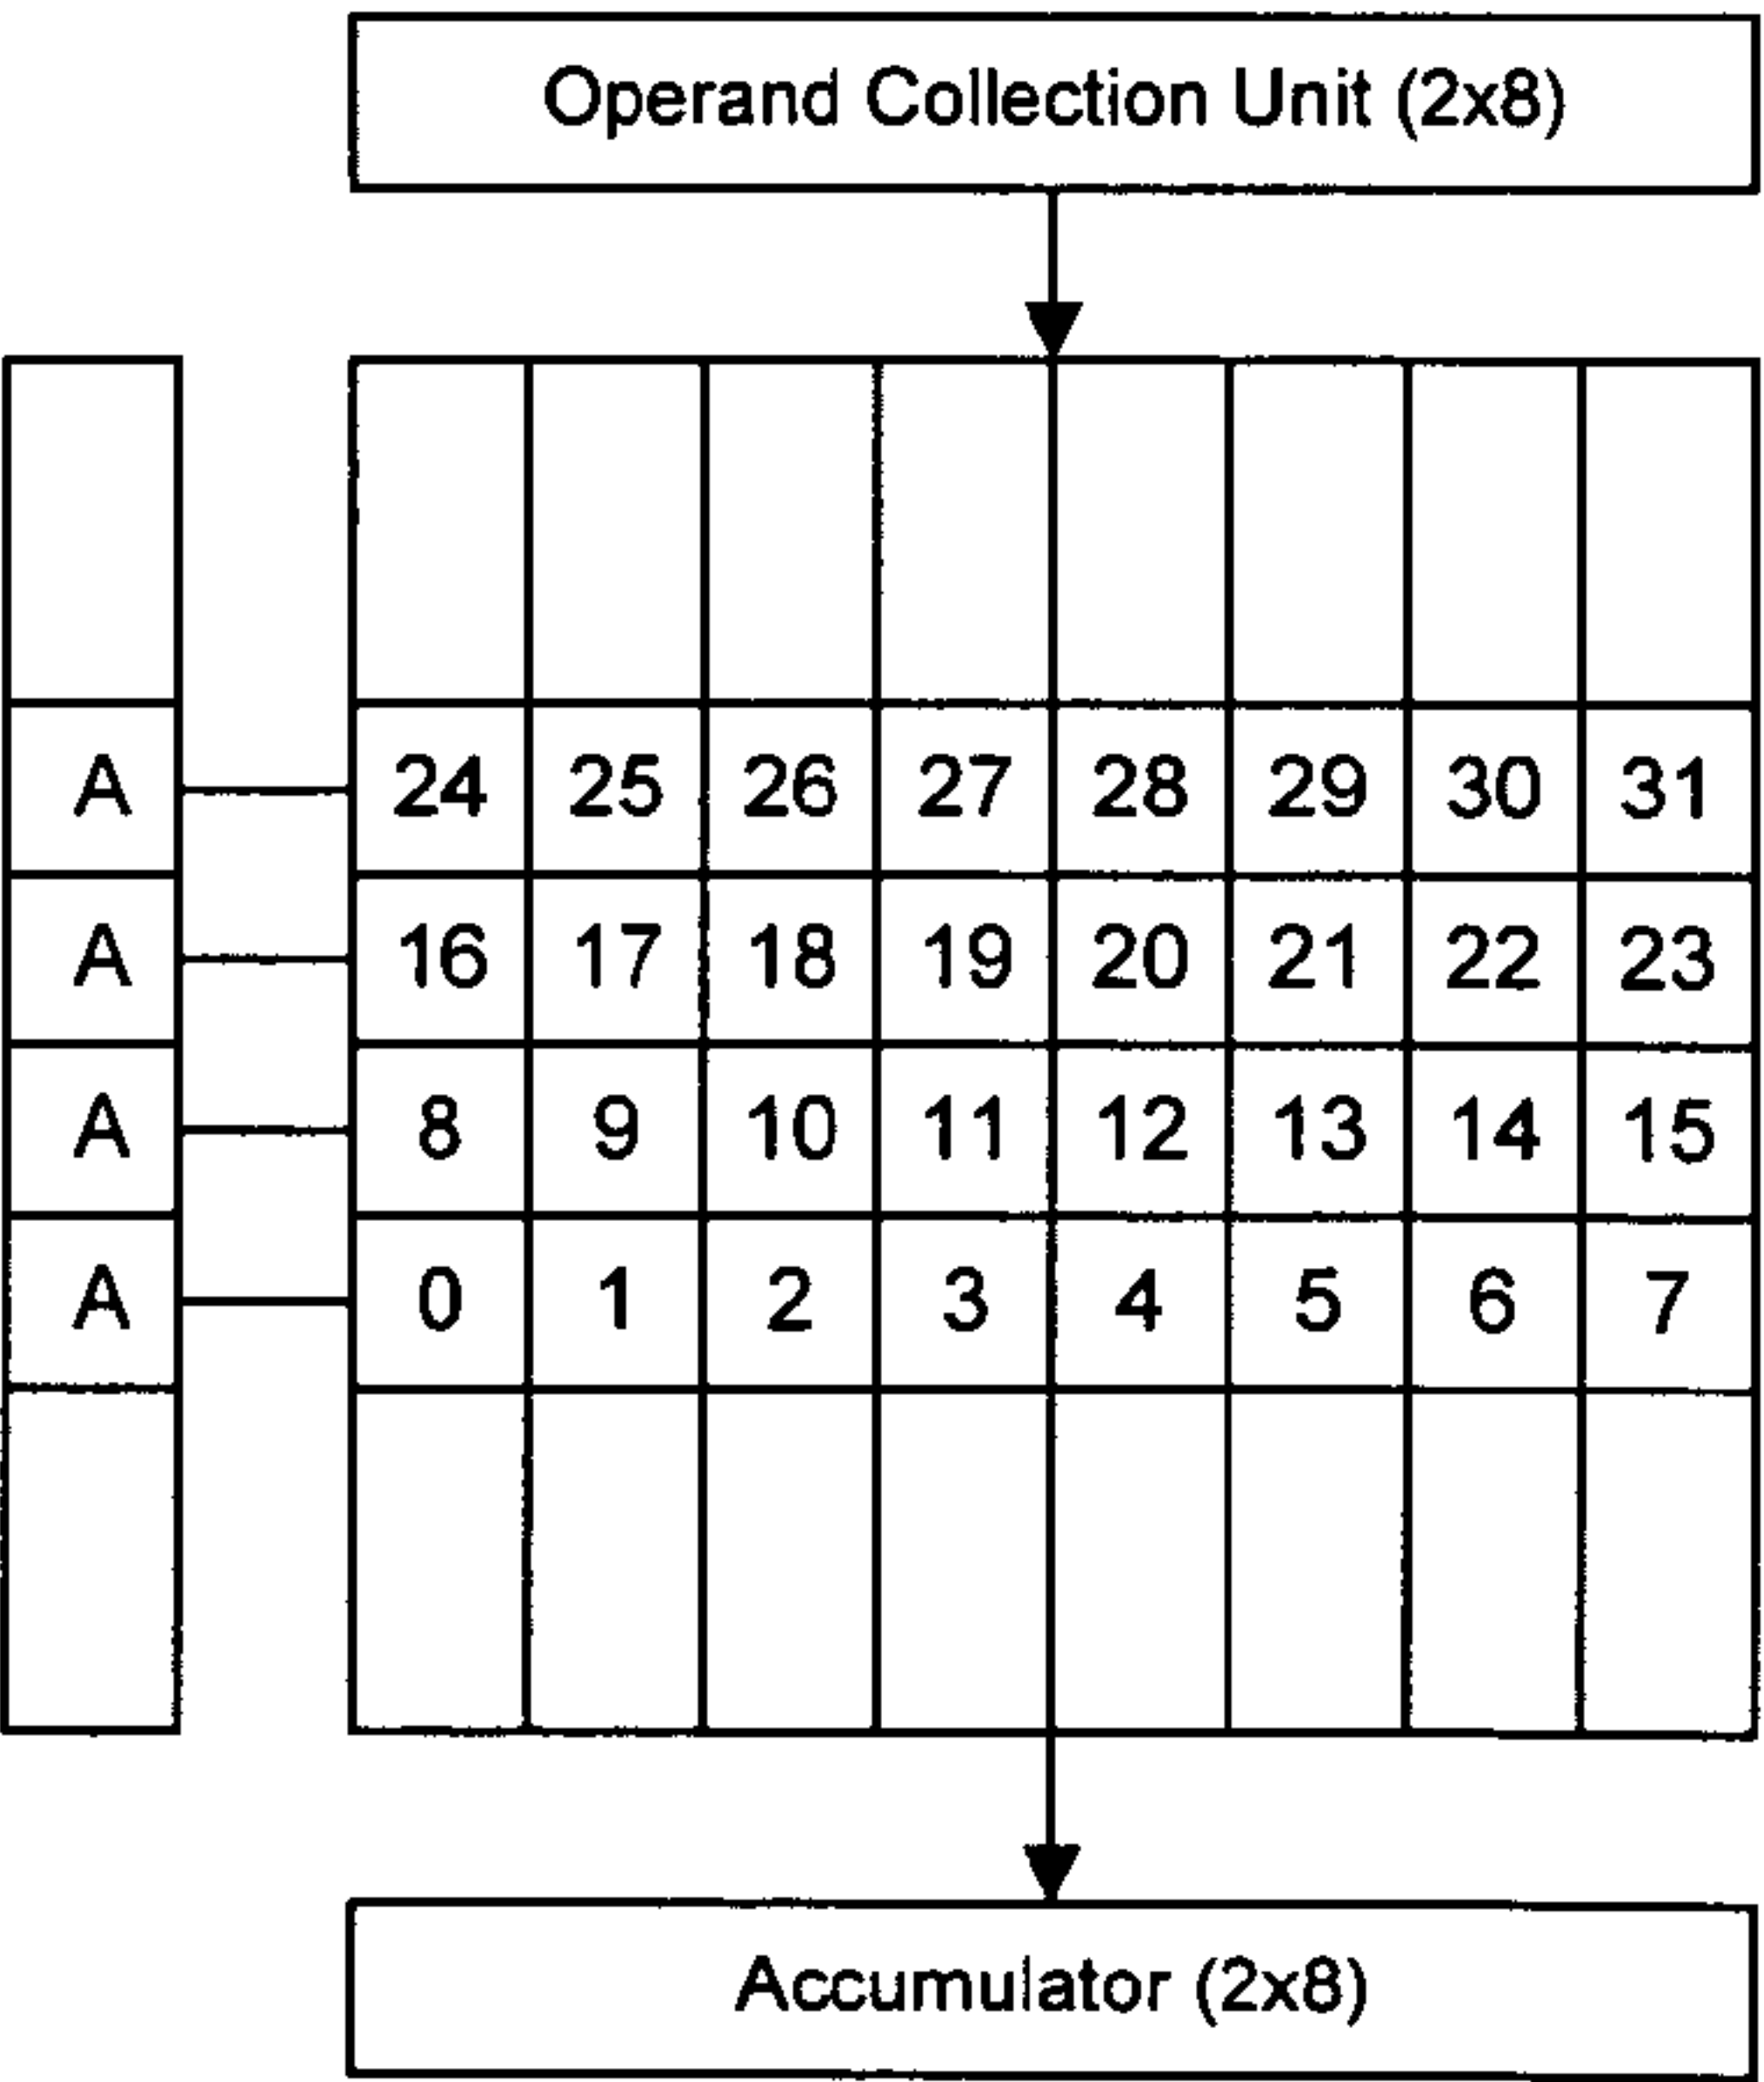 Operand Collection Unit (2x8)
A 24 25 26 27 28 29 30 31
A 16 17 18 19 20 21 22 23
A 8 9 10 11 12 13 14 15
A 0 1 2 3 4 5 6 7
Accumulator (2x8)